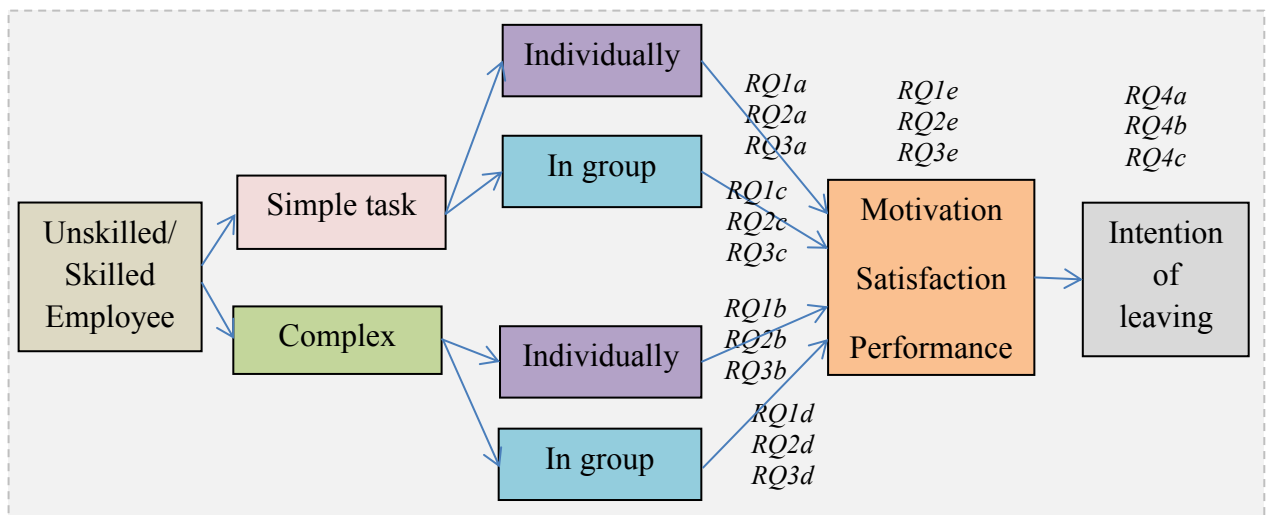 Unskilled/
Skilled
Employee
Simple task
Complex
Individually
In group
Individually
In group
RQ1a
RQ2a
RQ3a
RQ1c
RQ2c
RQ3c
RQ1b
RQ2b
RQ3b
RQ1d
RQ2d
RQ3d
RQ1e
RQ2e
RQ3e
Motivation
Satisfaction
Performance
RQ4a
RQ4b
RQ4c
Intention
of
leaving